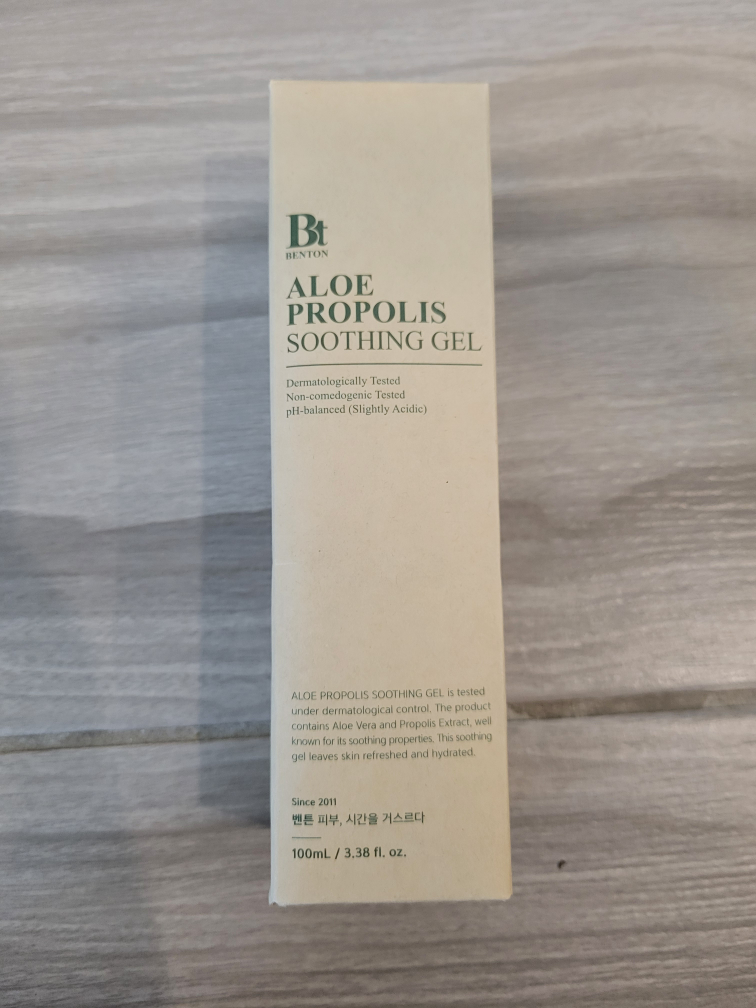 Bt
BENTON
ALOE
PROPOLIS
SOOTHING GEL
Dermatologically Tested
Non-comedogenic Tested
pH-balanced (Slightly Acidic)
ALOE PROPOLIS SOOTHING GEL is tested
under dermatological control. The product
contains Aloe Vera and Propolis Extract, well
known for its soothing properties. This soothing
gel leaves skin refreshed and hydrated.
Since 2011
벤튼 피부, 시간을 거스르다
100mL / 3.38 fl. oz.